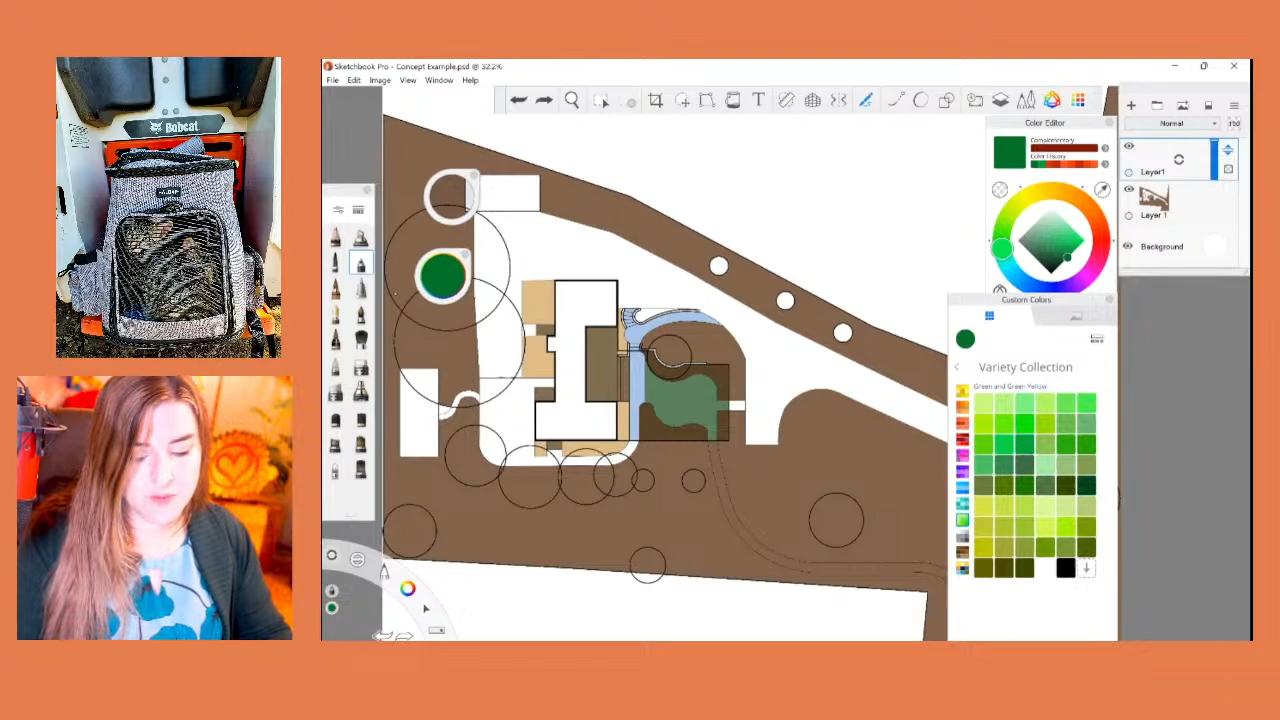 Sketchbook Pro - Concept Example.psd @ 32.2%
File Edit Image View Window Help
Bobcat
T
Color Editor
Complementary
Color History
Normal
Layer1
Layer 1
Background
Custom Colors
Variety Collection
Green and Green Yellow